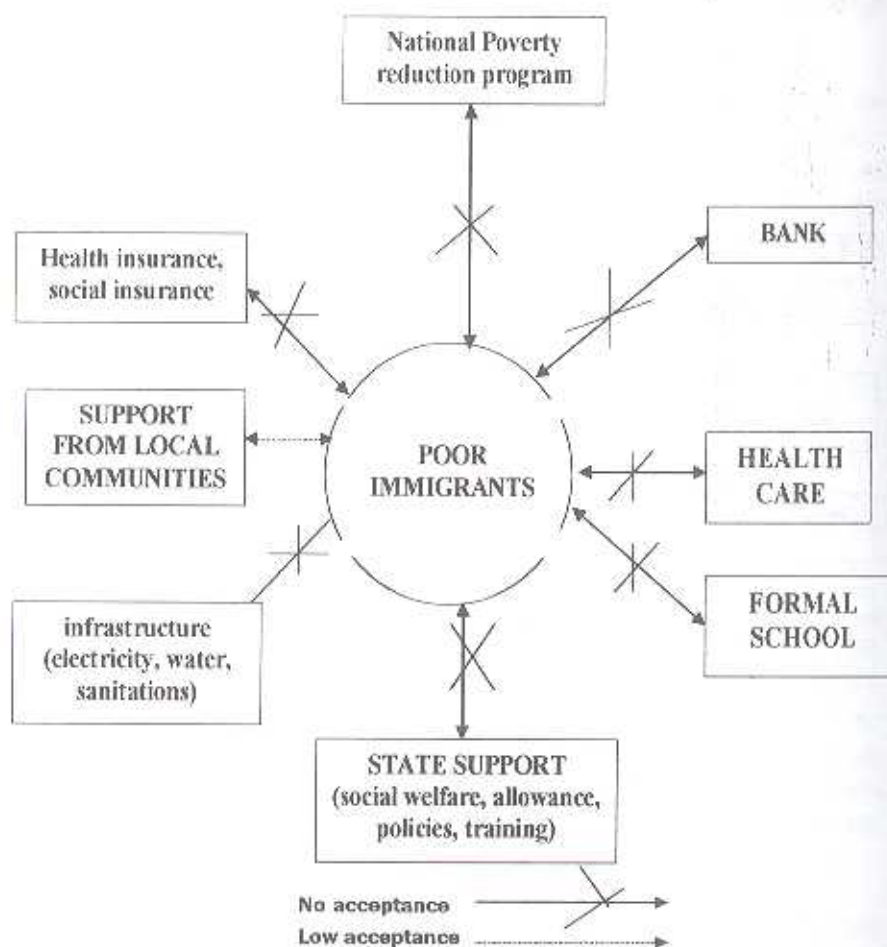 National Poverty
reduction program
BANK
Health insurance,
social insurance
SUPPORT
FROM LOCAL
COMMUNITIES
POOR
IMMIGRANTS
HEALTH
CARE
infrastructure
(electricity, water,
sanitations)
FORMAL
SCHOOL
STATE SUPPORT
(social welfare, allowance,
policies, training)
No acceptance
Low acceptance